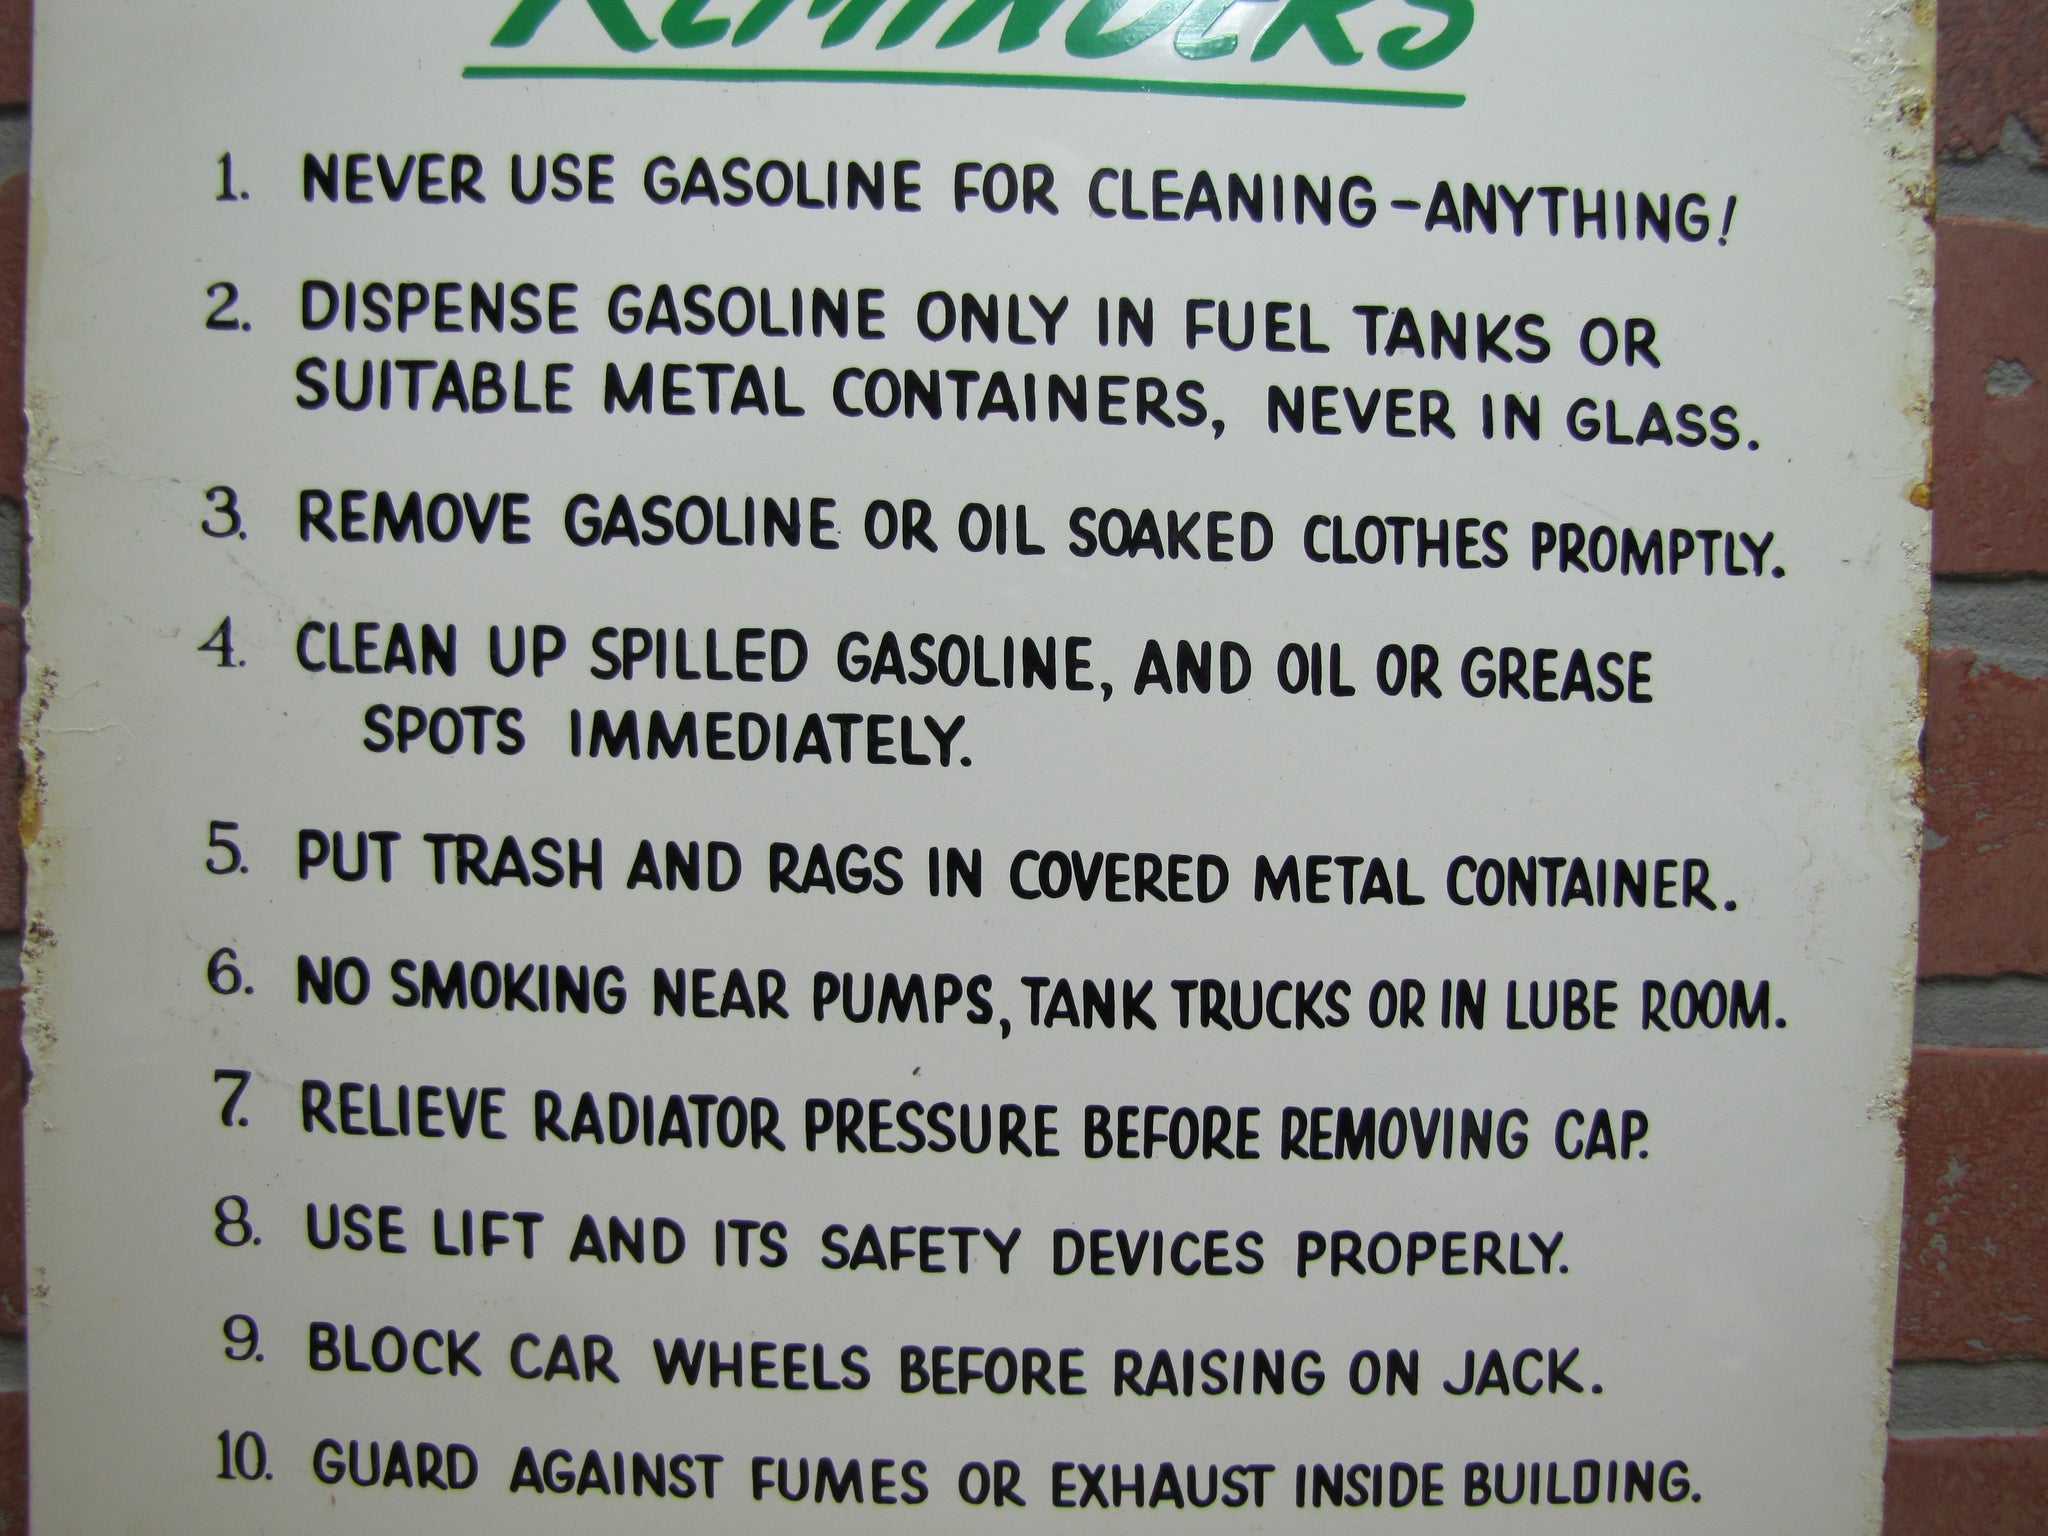 REMINDERS
1. NEVER USE GASOLINE FOR CLEANING-ANYTHING!
2. DISPENSE GASOLINE ONLY IN FUEL TANKS OR
SUITABLE METAL CONTAINERS, NEVER IN GLASS.
3. REMOVE GASOLINE OR OIL SOAKED CLOTHES PROMPTLY.
4. CLEAN UP SPILLED GASOLINE, AND OIL OR GREASE
SPOTS IMMEDIATELY.
5. PUT TRASH AND RAGS IN COVERED METAL CONTAINER.
6. NO SMOKING NEAR PUMPS, TANK TRUCKS OR IN LUBE ROOM.
7. RELIEVE RADIATOR PRESSURE BEFORE REMOVING CAP.
8. USE LIFT AND ITS SAFETY DEVICES PROPERLY.
9. BLOCK CAR WHEELS BEFORE RAISING ON JACK.
10. GUARD AGAINST FUMES OR EXHAUST INSIDE BUILDING.